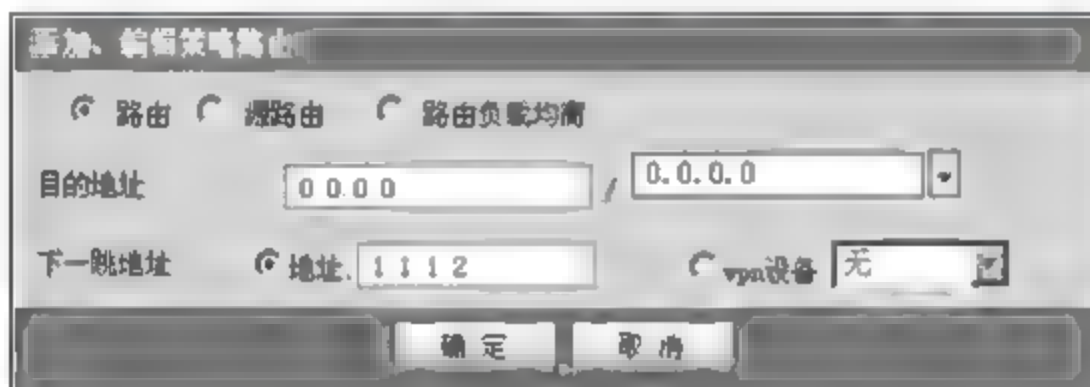 添加、编辑策略路由
路由 源路由 路由负载均衡
目的地址 0.0.0.0 / 0.0.0.0
下一跳地址 地址: 1.1.1.2 vpn设备 无
确定 取消